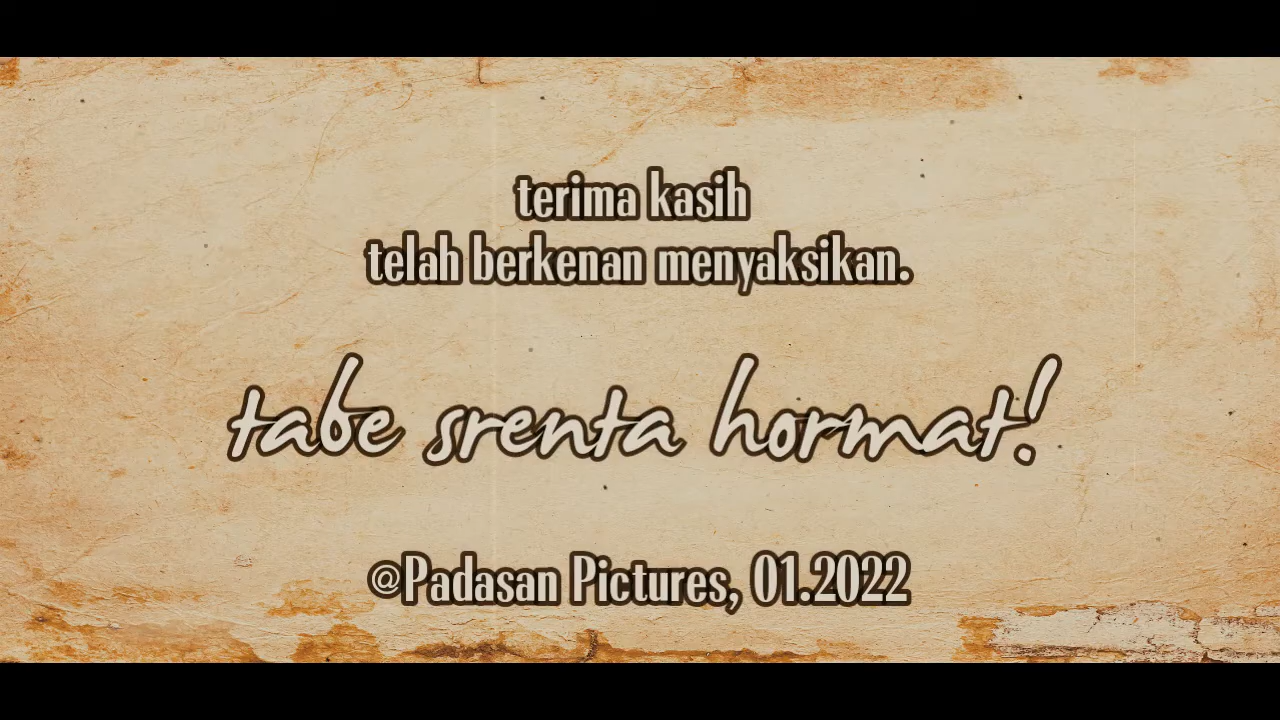 terima kasih
telah berkenan menyaksikan.
tabe srenta hormat!
@Padasan Pictures, 01.2022